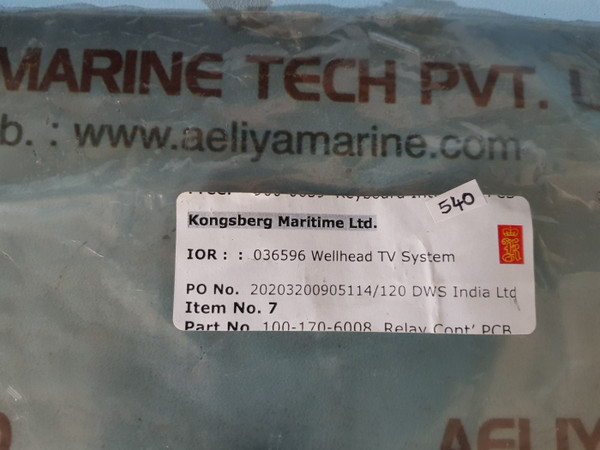 MARINE TECH PVT. L
b. : www.aeliyamarine.com
540
Kongsberg Maritime Ltd.
IOR : : 036596 Wellhead TV System
PO No. 20203200905114/120 DWS India Ltd
Item No. 7
Part No. 100-170-6008 Relay Cont' PCB
AELIYA